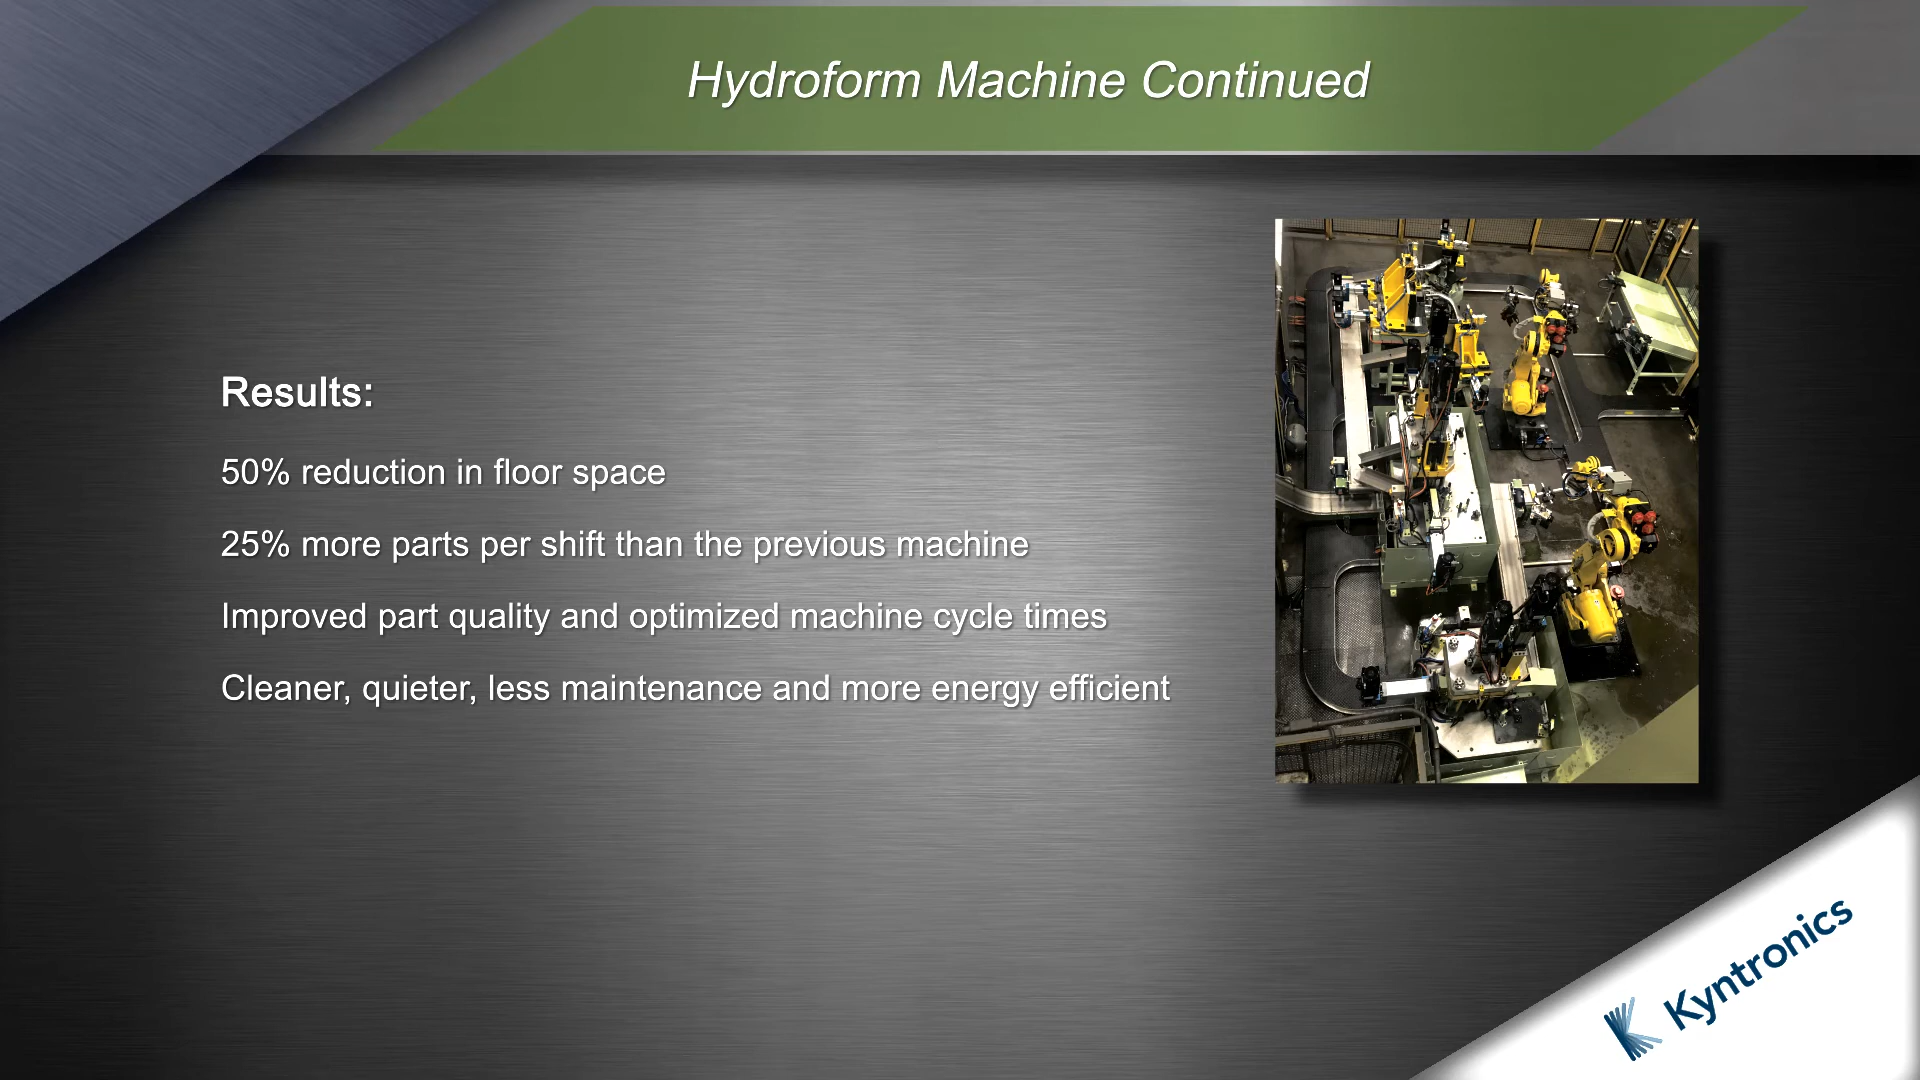 Hydroform Machine Continued
Results:
50% reduction in floor space
25% more parts per shift than the previous machine
Improved part quality and optimized machine cycle times
Cleaner, quieter, less maintenance and more energy efficient
Kyntronics